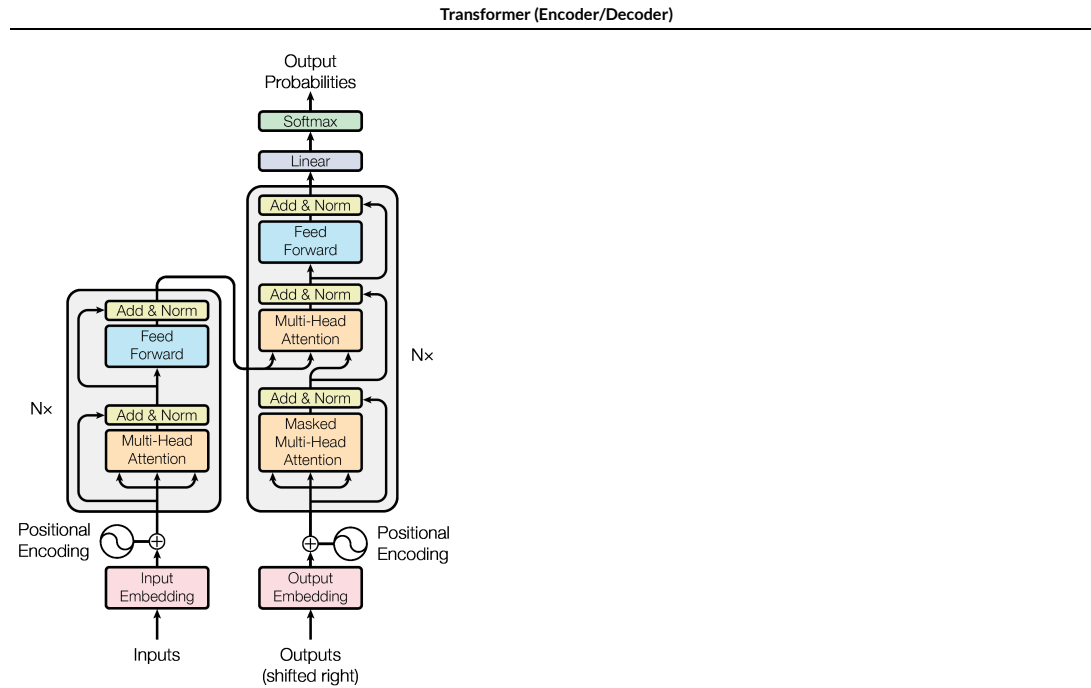 Transformer (Encoder/Decoder)
Output
Probabilities
Softmax
Linear
Add & Norm
Feed
Forward
Add & Norm
Multi-Head
Attention
Add & Norm
Masked
Multi-Head
Attention
N×
Add & Norm
Feed
Forward
Add & Norm
Multi-Head
Attention
N×
Positional
Encoding
Positional
Encoding
Input
Embedding
Output
Embedding
Inputs
Outputs
(shifted right)